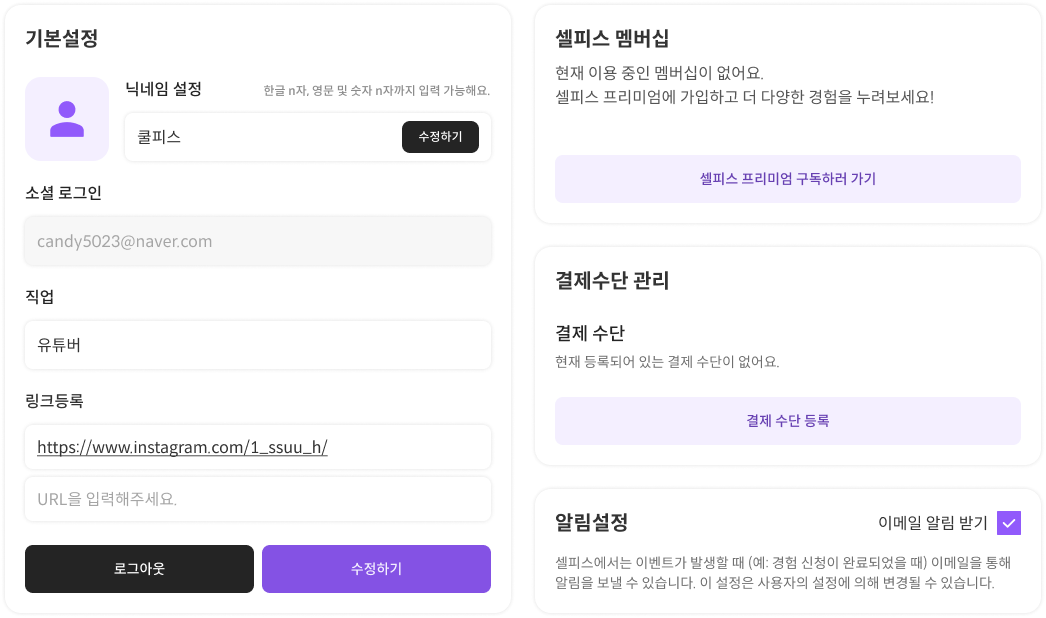 기본설정
닉네임 설정
한글 n자, 영문 및 숫자 n자까지 입력 가능해요.
쿨피스
수정하기
소셜 로그인
candy5023@naver.com
직업
유튜버
링크등록
https://www.instagram.com/1_ssuu_h/
URL을 입력해주세요.
로그아웃
수정하기
셀피스 멤버십
현재 이용 중인 멤버십이 없어요.
셀피스 프리미엄에 가입하고 더 다양한 경험을 누려보세요!
셀피스 프리미엄 구독하러 가기
결제수단 관리
결제 수단
현재 등록되어 있는 결제 수단이 없어요.
결제 수단 등록
알림설정
이메일 알림 받기
셀피스에서는 이벤트가 발생할 때 (예: 경험 신청이 완료되었을 때) 이메일을 통해
알림을 보낼 수 있습니다. 이 설정은 사용자의 설정에 의해 변경될 수 있습니다.